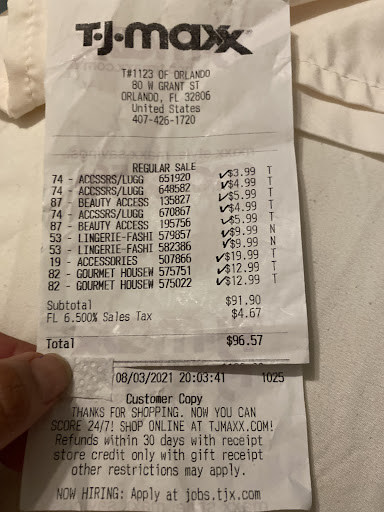 T·J·maxx
T#1123 OF ORLANDO
80 W GRANT ST
ORLANDO, FL 32806
United States
407-426-1720
REGULAR SALE
74 - ACCSSRS/LUGG 651920 ✓$3.99 T
74 - ACCSSRS/LUGG 648582 ✓$4.99 T
87 - BEAUTY ACCESS 135827 ✓$5.99 T
74 - ACCSSRS/LUGG 670867 ✓$4.99 T
87 - BEAUTY ACCESS 195756 ✓$5.99 T
53 - LINGERIE-FASHI 579857 ✓$9.99 N
53 - LINGERIE-FASHI 582386 ✓$9.99 N
19 - ACCESSORIES 507866 ✓$19.99 T
82 - GOURMET HOUSEW 575751 ✓$12.99 T
82 - GOURMET HOUSEW 575022 ✓$12.99 T
Subtotal $91.90
FL 6.500% Sales Tax $4.67
Total $96.57
08/03/2021 20:03:41 1025
Customer Copy
THANKS FOR SHOPPING. NOW YOU CAN
SCORE 24/7! SHOP ONLINE AT TJMAXX.COM!
Refunds within 30 days with receipt
store credit only with gift receipt
other restrictions may apply.
NOW HIRING: Apply at jobs.tjx.com